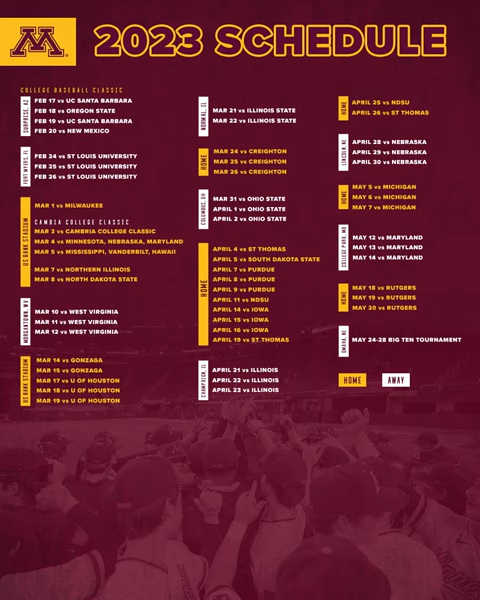 M
2023 SCHEDULE
COLLEGE BASEBALL CLASSIC
SURPRISE, AZ
FEB 17 vs UC SANTA BARBARA
FEB 18 vs OREGON STATE
FEB 19 vs UC SANTA BARBARA
FEB 20 vs NEW MEXICO
FORT MYERS, FL
FEB 24 vs ST LOUIS UNIVERSITY
FEB 25 vs ST LOUIS UNIVERSITY
FEB 26 vs ST LOUIS UNIVERSITY
US BANK STADIUM
MAR 1 vs MILWAUKEE
CAMBIA COLLEGE CLASSIC
MAR 3 vs CAMBRIA COLLEGE CLASSIC
MAR 4 vs MINNESOTA, NEBRASKA, MARYLAND
MAR 5 vs MISSISSIPPI, VANDERBILT, HAWAII
MAR 7 vs NORTHERN ILLINOIS
MAR 8 vs NORTH DAKOTA STATE
MORGANTOWN, WV
MAR 10 vs WEST VIRGINIA
MAR 11 vs WEST VIRGINIA
MAR 12 vs WEST VIRGINIA
US BANK STADIUM
MAR 14 vs GONZAGA
MAR 15 vs GONZAGA
MAR 17 vs U OF HOUSTON
MAR 18 vs U OF HOUSTON
MAR 19 vs U OF HOUSTON
NORMAL, IL
MAR 21 vs ILLINOIS STATE
MAR 22 vs ILLINOIS STATE
HOME
MAR 24 vs CREIGHTON
MAR 25 vs CREIGHTON
MAR 26 vs CREIGHTON
COLUMBUS, OH
MAR 31 vs OHIO STATE
APRIL 1 vs OHIO STATE
APRIL 2 vs OHIO STATE
HOME
APRIL 4 vs ST THOMAS
APRIL 5 vs SOUTH DAKOTA STATE
APRIL 7 vs PURDUE
APRIL 8 vs PURDUE
APRIL 9 vs PURDUE
APRIL 11 vs NDSU
APRIL 14 vs IOWA
APRIL 15 vs IOWA
APRIL 16 vs IOWA
APRIL 19 vs ST THOMAS
CHAMPAIGN, IL
APRIL 21 vs ILLINOIS
APRIL 22 vs ILLINOIS
APRIL 23 vs ILLINOIS
HOME
APRIL 25 vs NDSU
APRIL 26 vs ST THOMAS
LINCOLN, NE
APRIL 28 vs NEBRASKA
APRIL 29 vs NEBRASKA
APRIL 30 vs NEBRASKA
HOME
MAY 5 vs MICHIGAN
MAY 6 vs MICHIGAN
MAY 7 vs MICHIGAN
COLLEGE PARK, MD
MAY 12 vs MARYLAND
MAY 13 vs MARYLAND
MAY 14 vs MARYLAND
HOME
MAY 18 vs RUTGERS
MAY 19 vs RUTGERS
MAY 20 vs RUTGERS
OMAHA, NE
MAY 24-28 BIG TEN TOURNAMENT
HOME
AWAY